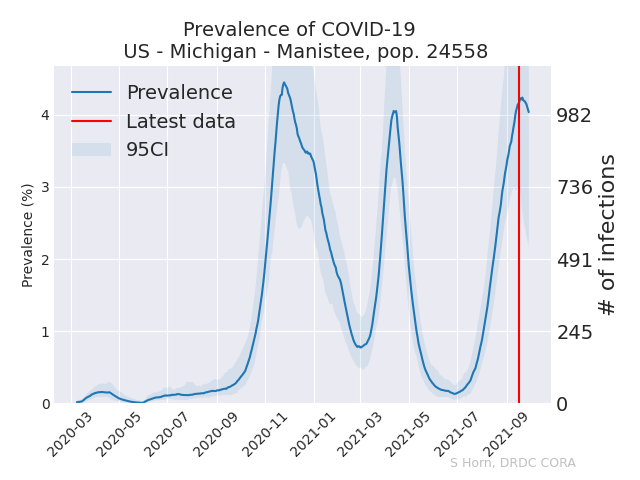 Prevalence of COVID-19
US - Michigan - Manistee, pop. 24558
Prevalence
Latest data
95CI
Prevalence (%)
4
3
2
1
0
982
736
491
245
0
# of infections
2020-03
2020-05
2020-07
2020-09
2020-11
2021-01
2021-03
2021-05
2021-07
2021-09
S Horn, DRDC CORA